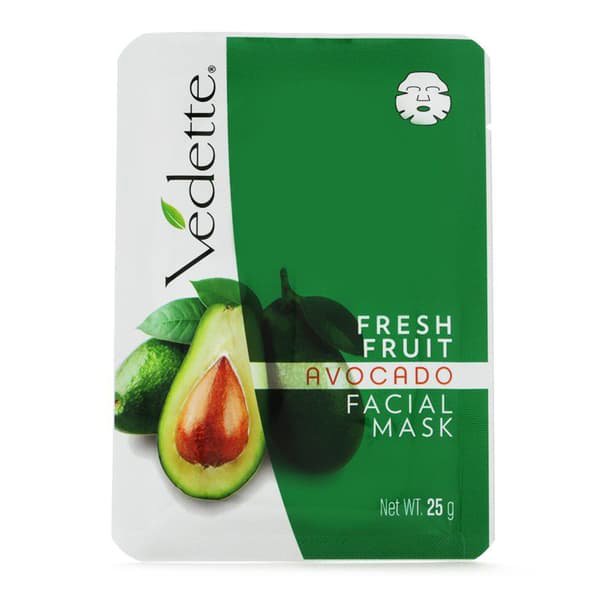 Vedette®
FRESH
FRUIT
AVOCADO
FACIAL
MASK
Net WT. 25 g